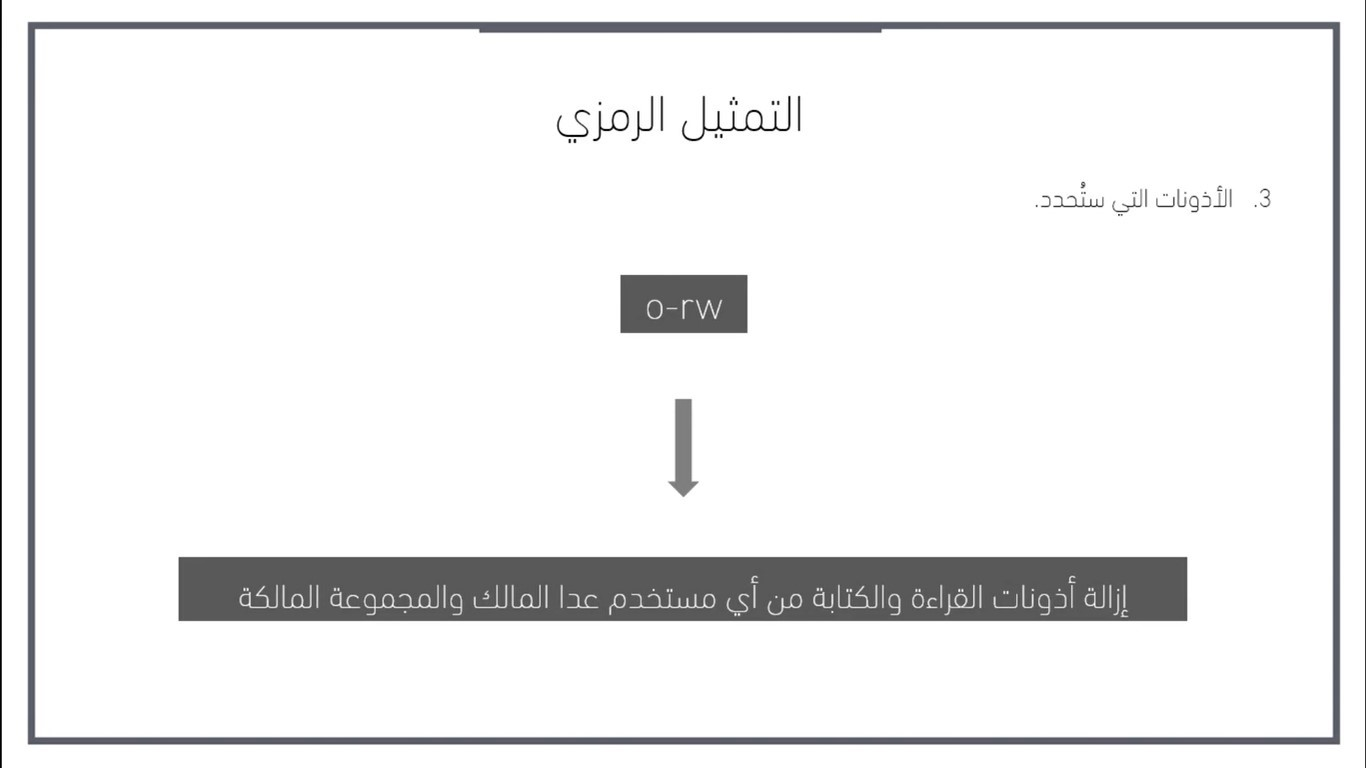 التمثيل الرمزي
3. الأذونات التي ستُحدد.
o-rw
إزالة أذونات القراءة والكتابة من أي مستخدم عدا المالك والمجموعة المالكة